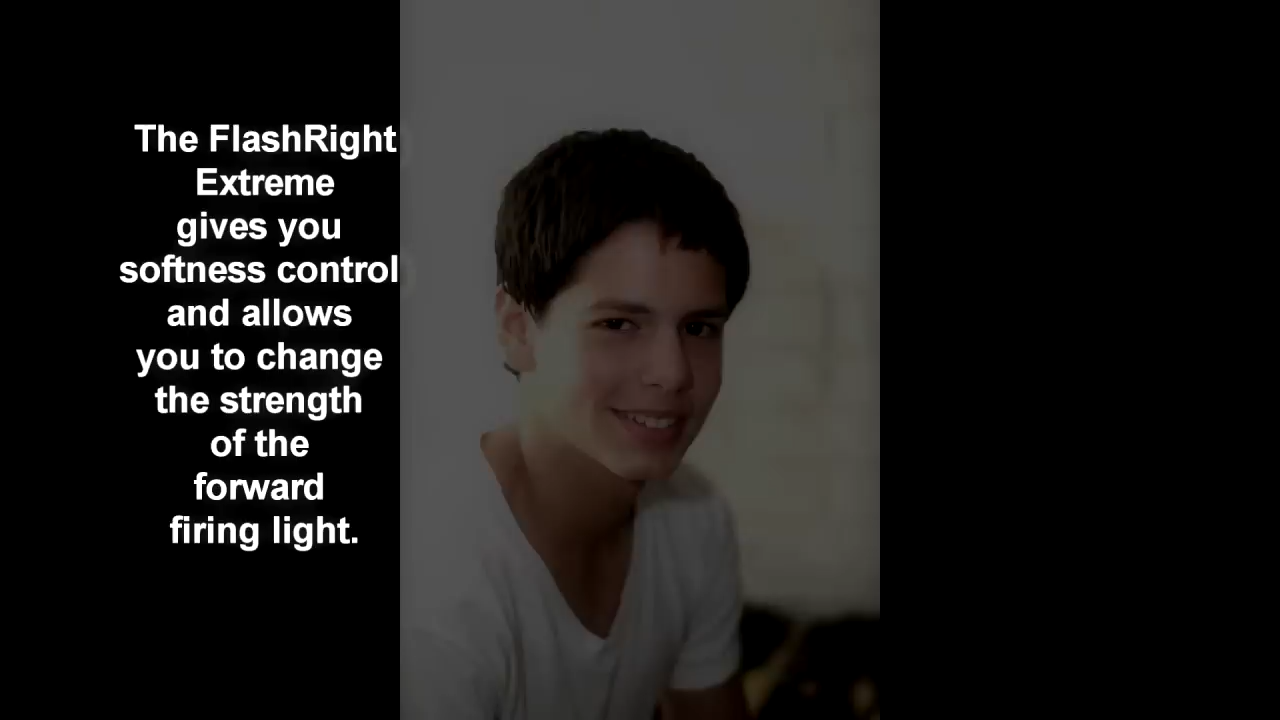 The FlashRight
Extreme
gives you
softness control
and allows
you to change
the strength
of the
forward
firing light.